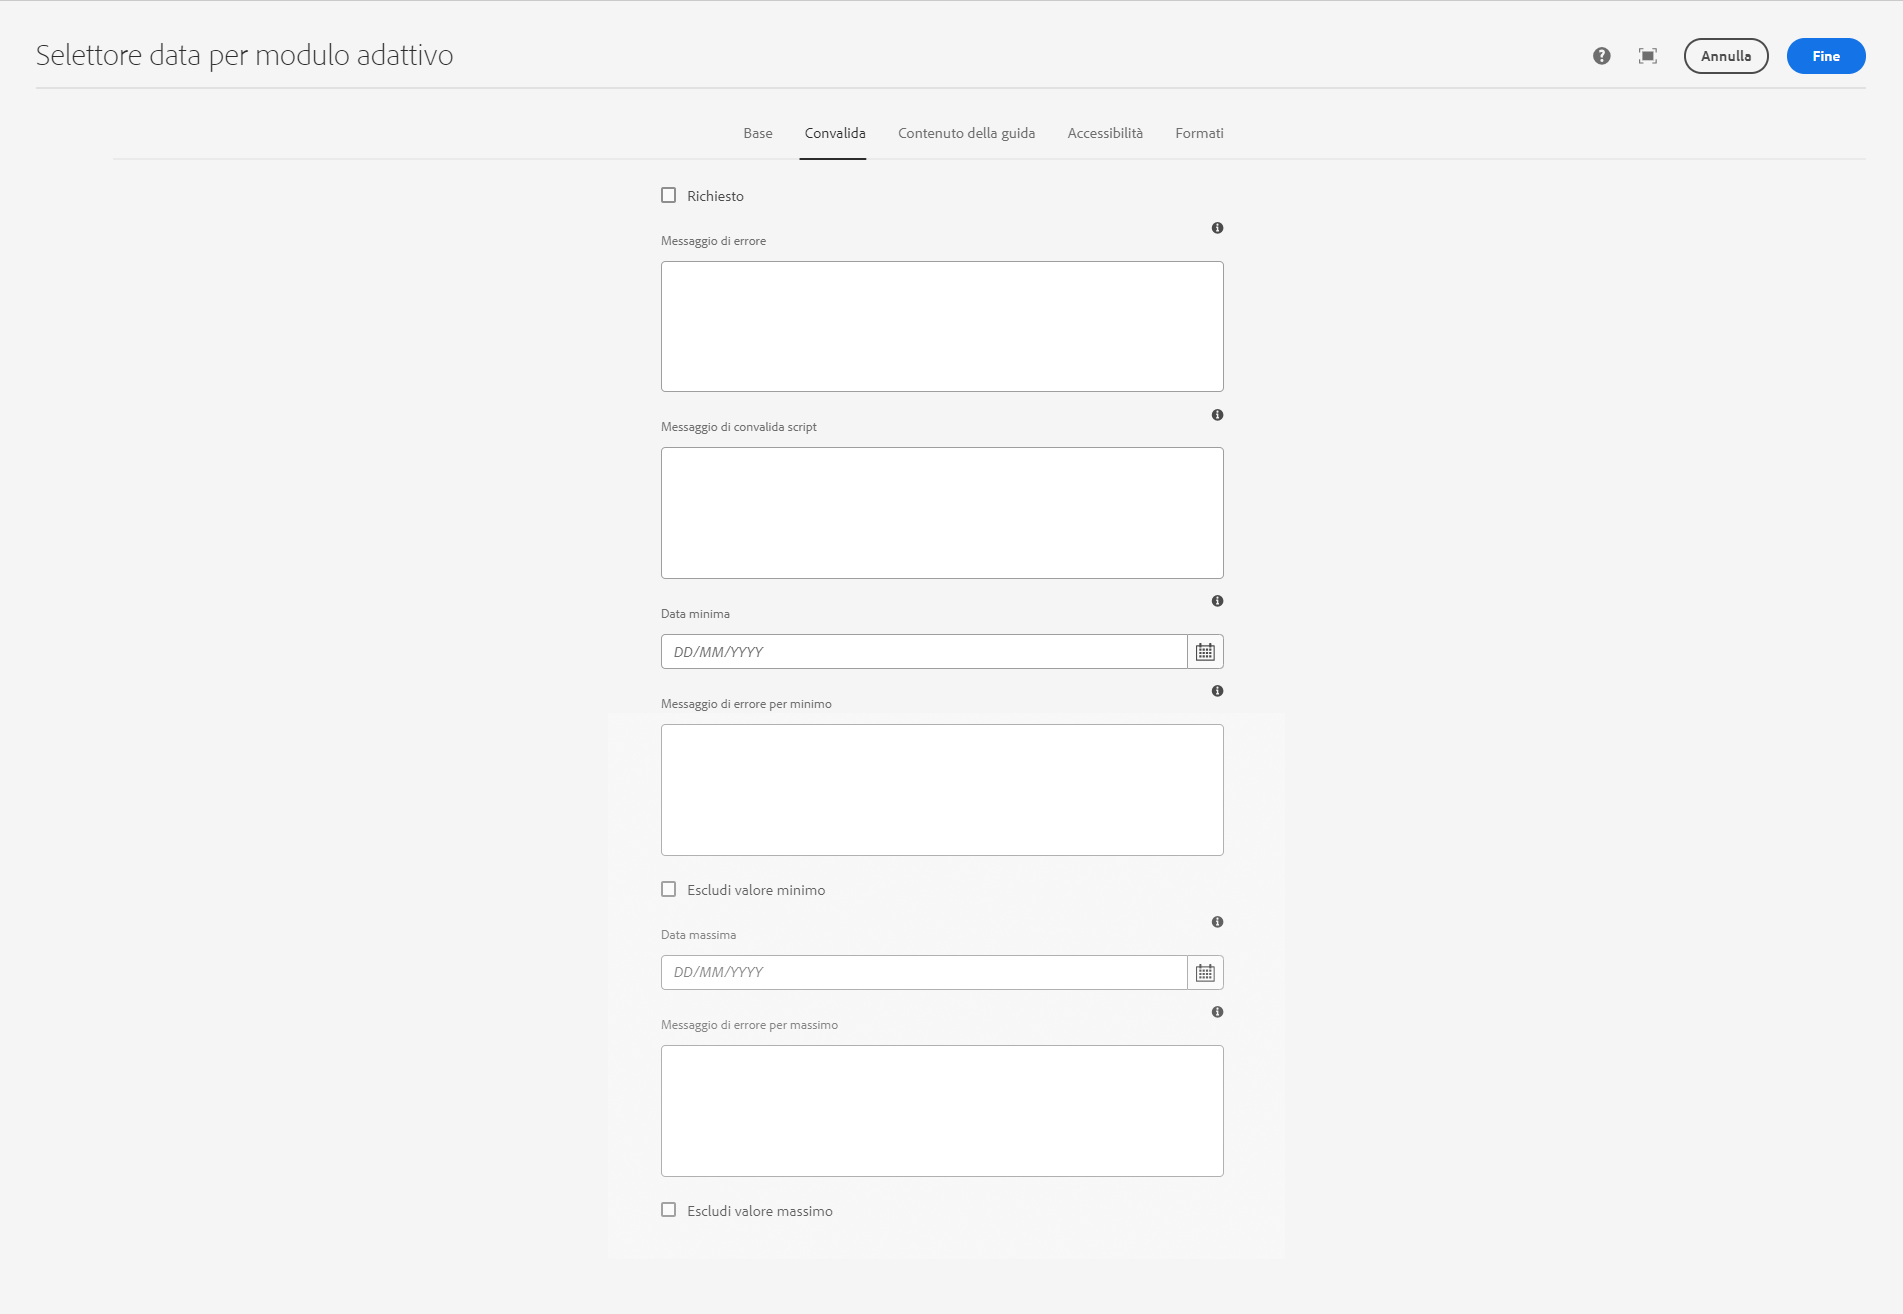 Selettore data per modulo adattivo
Annulla
Fine
Base
Convalida
Contenuto della guida
Accessibilità
Formati
Richiesto
Messaggio di errore
Messaggio di convalida script
Data minima
DD/MM/YYYY
Messaggio di errore per minimo
Escludi valore minimo
Data massima
DD/MM/YYYY
Messaggio di errore per massimo
Escludi valore massimo